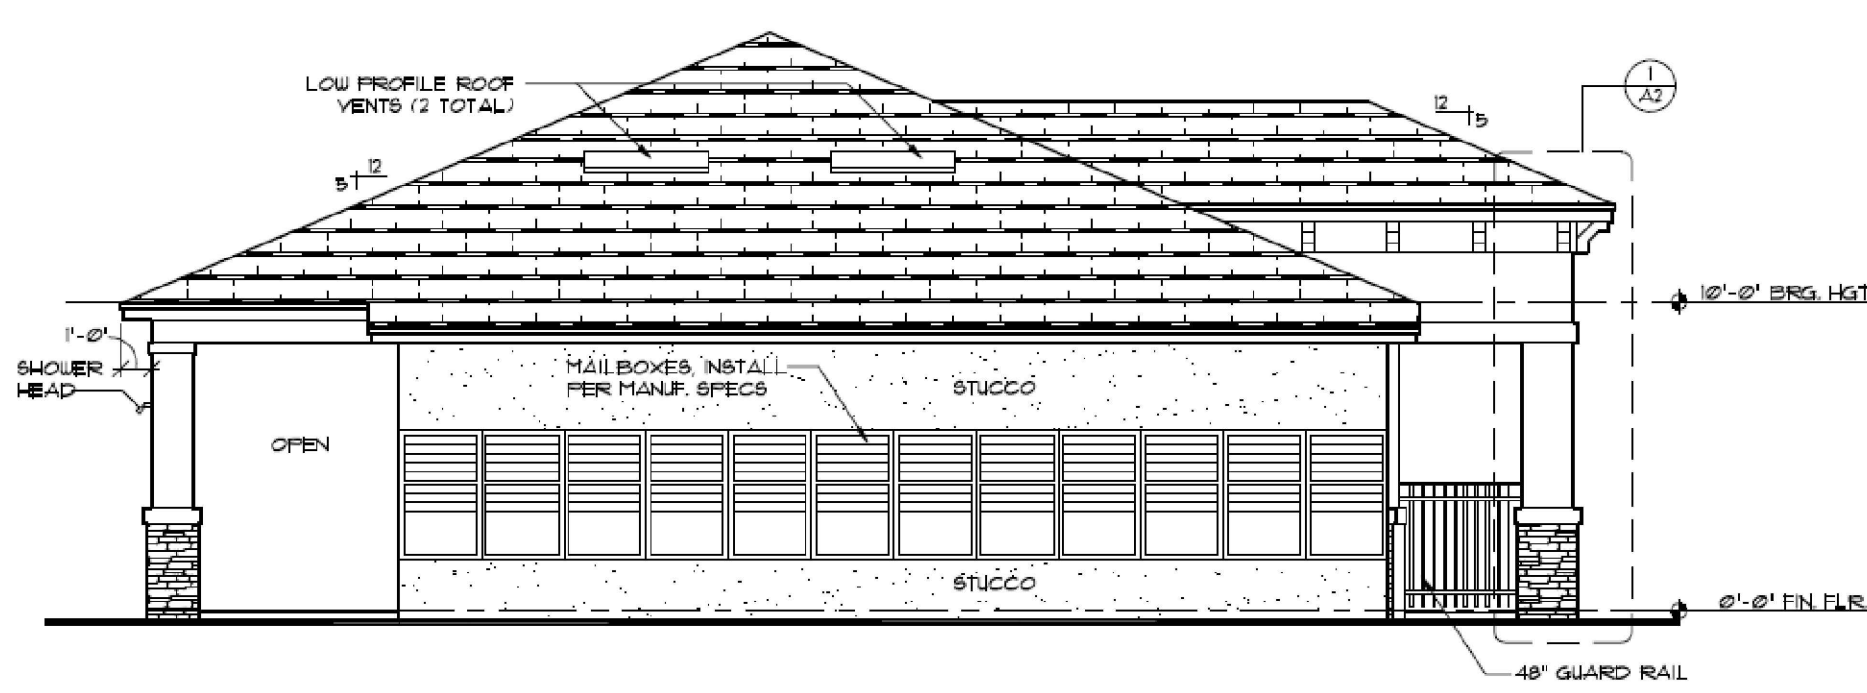 LOW PROFILE ROOF
VENTS (2 TOTAL)
1
A2
12
5
12
5
10'-0" BRG. HGT
1'-0"
SHOWER
HEAD
MAILBOXES, INSTALL
PER MANUF. SPECS
STUCCO
OPEN
STUCCO
0'-0" FIN. FLR.
48" GUARD RAIL